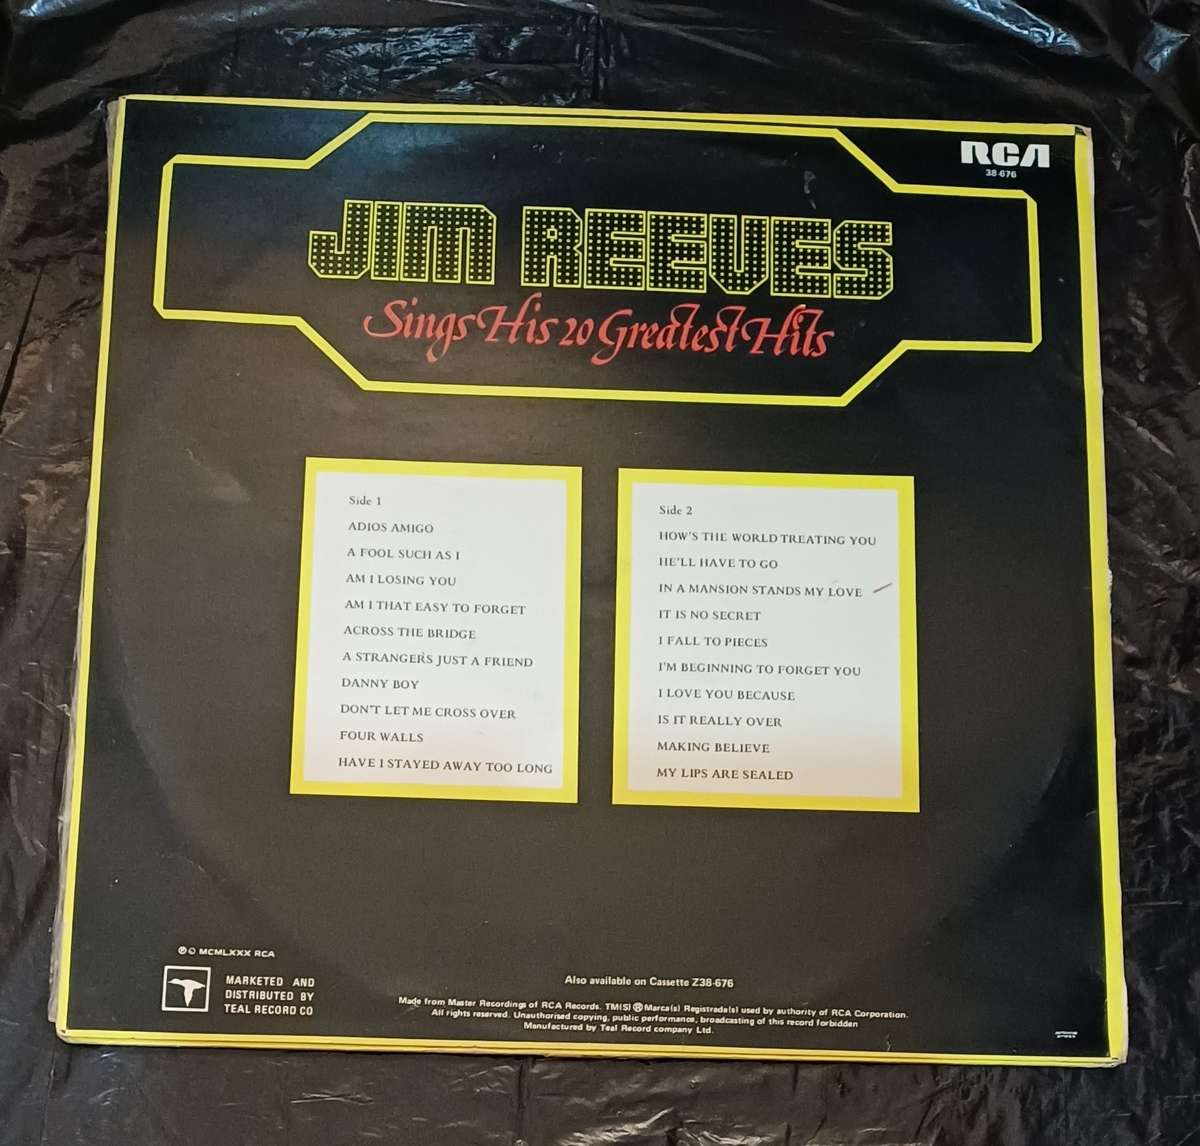 RCA
38-676
JIM REEVES
Sings His 20 Greatest Hits
Side 1
ADIOS AMIGO
A FOOL SUCH AS I
AM I LOSING YOU
AM I THAT EASY TO FORGET
ACROSS THE BRIDGE
A STRANGER'S JUST A FRIEND
DANNY BOY
DON'T LET ME CROSS OVER
FOUR WALLS
HAVE I STAYED AWAY TOO LONG
Side 2
HOW'S THE WORLD TREATING YOU
HE'LL HAVE TO GO
IN A MANSION STANDS MY LOVE
IT IS NO SECRET
I FALL TO PIECES
I'M BEGINNING TO FORGET YOU
I LOVE YOU BECAUSE
IS IT REALLY OVER
MAKING BELIEVE
MY LIPS ARE SEALED
℗ © MCMLXXX RCA
MARKETED AND
DISTRIBUTED BY
TEAL RECORD CO
Also available on Cassette Z38-676
Made from Master Recordings of RCA Records. TM(S) ® Marca(s) Registrada(s) used by authority of RCA Corporation.
All rights reserved. Unauthorised copying, public performance, broadcasting of this record forbidden
Manufactured by Teal Record company Ltd.